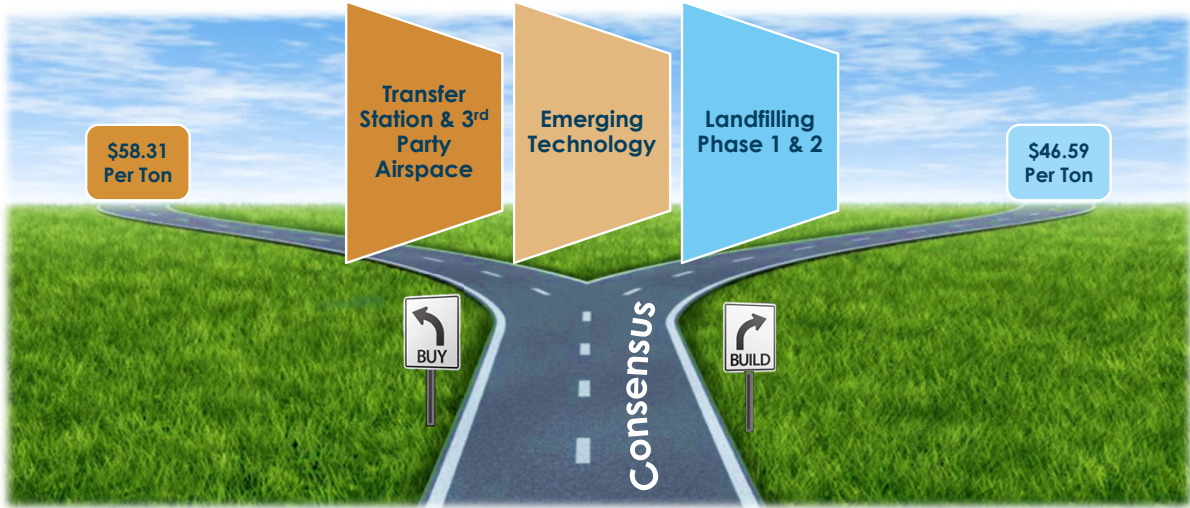 Transfer
Station & 3rd
Party
Airspace
Emerging
Technology
Landfilling
Phase 1 & 2
$58.31
Per Ton
$46.59
Per Ton
BUY
BUILD
Consensus